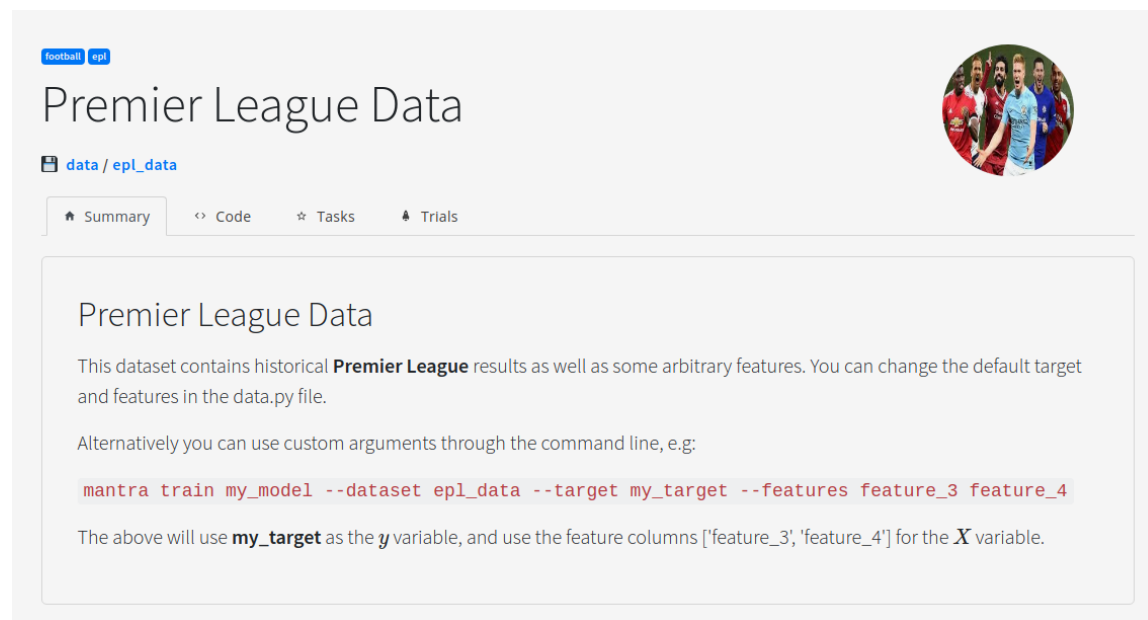 football epl
Premier League Data
data / epl_data
Summary Code Tasks Trials
Premier League Data
This dataset contains historical Premier League results as well as some arbitrary features. You can change the default target
and features in the data.py file.
Alternatively you can use custom arguments through the command line, e.g:
mantra train my_model --dataset epl_data --target my_target --features feature_3 feature_4
The above will use my_target as the y variable, and use the feature columns ['feature_3', 'feature_4'] for the X variable.